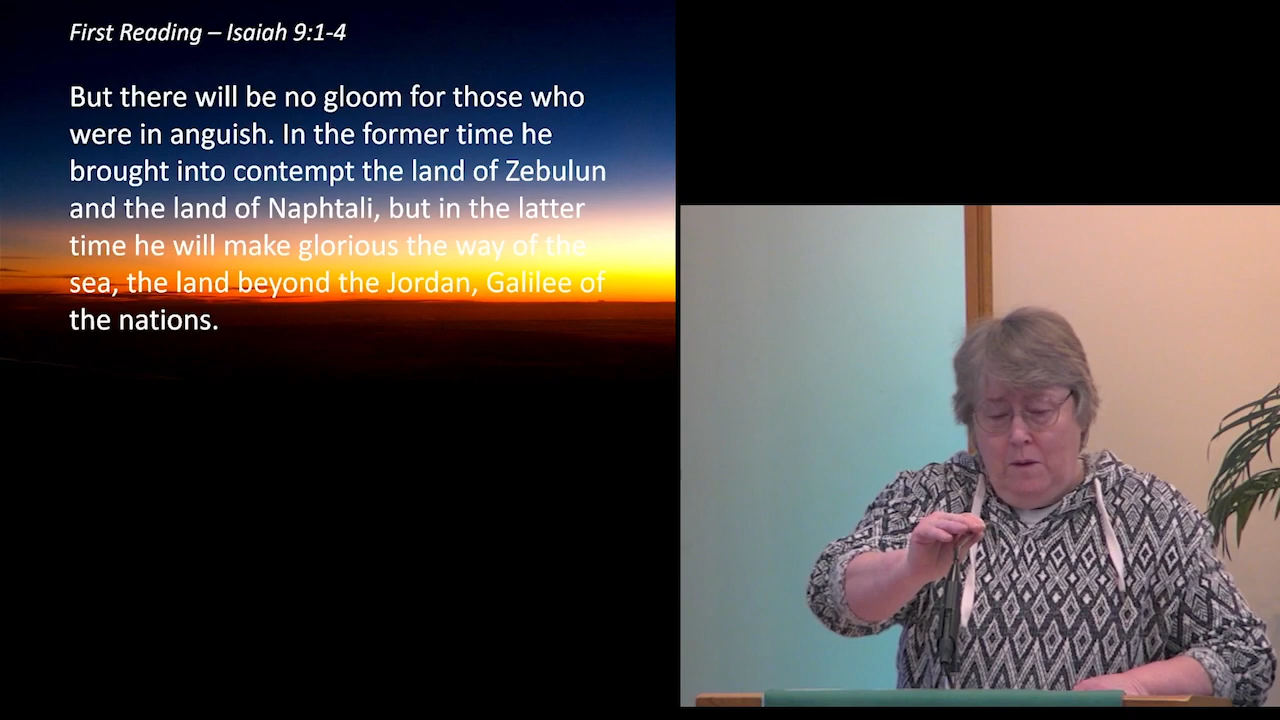 First Reading – Isaiah 9:1-4
But there will be no gloom for those who
were in anguish. In the former time he
brought into contempt the land of Zebulun
and the land of Naphtali, but in the latter
time he will make glorious the way of the
sea, the land beyond the Jordan, Galilee of
the nations.